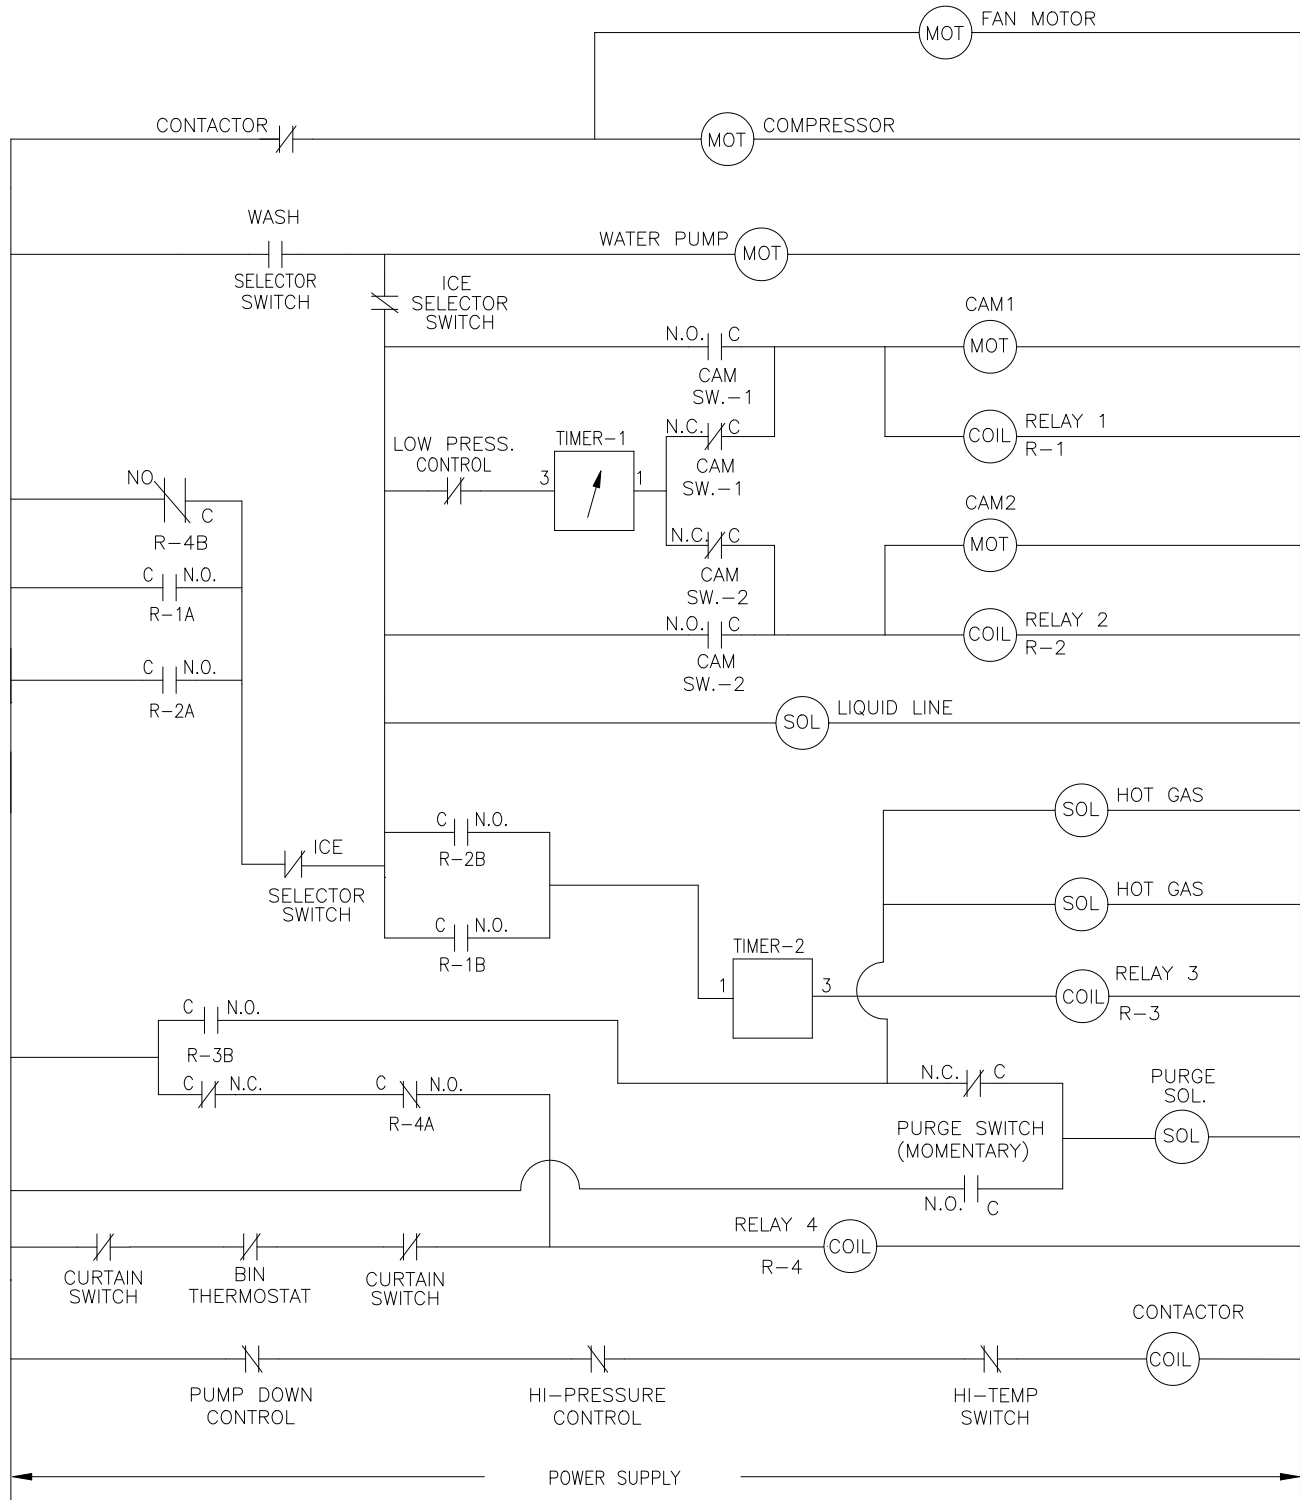 MOT FAN MOTOR
CONTACTOR
MOT COMPRESSOR
WASH
SELECTOR
SWITCH
WATER PUMP MOT
ICE
SELECTOR
SWITCH
N.O. C
CAM
SW.-1
CAM1
MOT
N.C. C
CAM
SW.-1
COIL RELAY 1
R-1
LOW PRESS.
CONTROL
TIMER-1
3 1
NO
C
R-4B
C N.O.
R-1A
C N.O.
R-2A
N.C. C
CAM
SW.-2
CAM2
MOT
N.O. C
CAM
SW.-2
COIL RELAY 2
R-2
SOL LIQUID LINE
SOL HOT GAS
C N.O.
R-2B
ICE
SELECTOR
SWITCH
SOL HOT GAS
C N.O.
R-1B
TIMER-2
1 3
COIL RELAY 3
R-3
C N.O.
R-3B
C N.C.
C N.O.
R-4A
N.C. C
PURGE SWITCH
(MOMENTARY)
N.O. C
PURGE
SOL.
SOL
RELAY 4
R-4
COIL
CURTAIN
SWITCH
BIN
THERMOSTAT
CURTAIN
SWITCH
CONTACTOR
COIL
PUMP DOWN
CONTROL
HI-PRESSURE
CONTROL
HI-TEMP
SWITCH
POWER SUPPLY